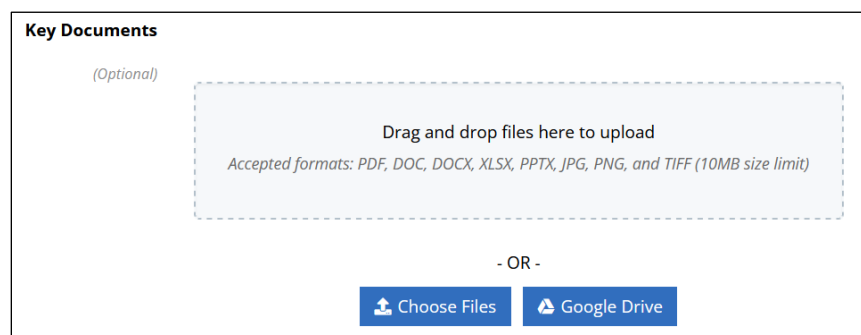 Key Documents
(Optional)
Drag and drop files here to upload
Accepted formats: PDF, DOC, DOCX, XLSX, PPTX, JPG, PNG, and TIFF (10MB size limit)
- OR -
Choose Files
Google Drive